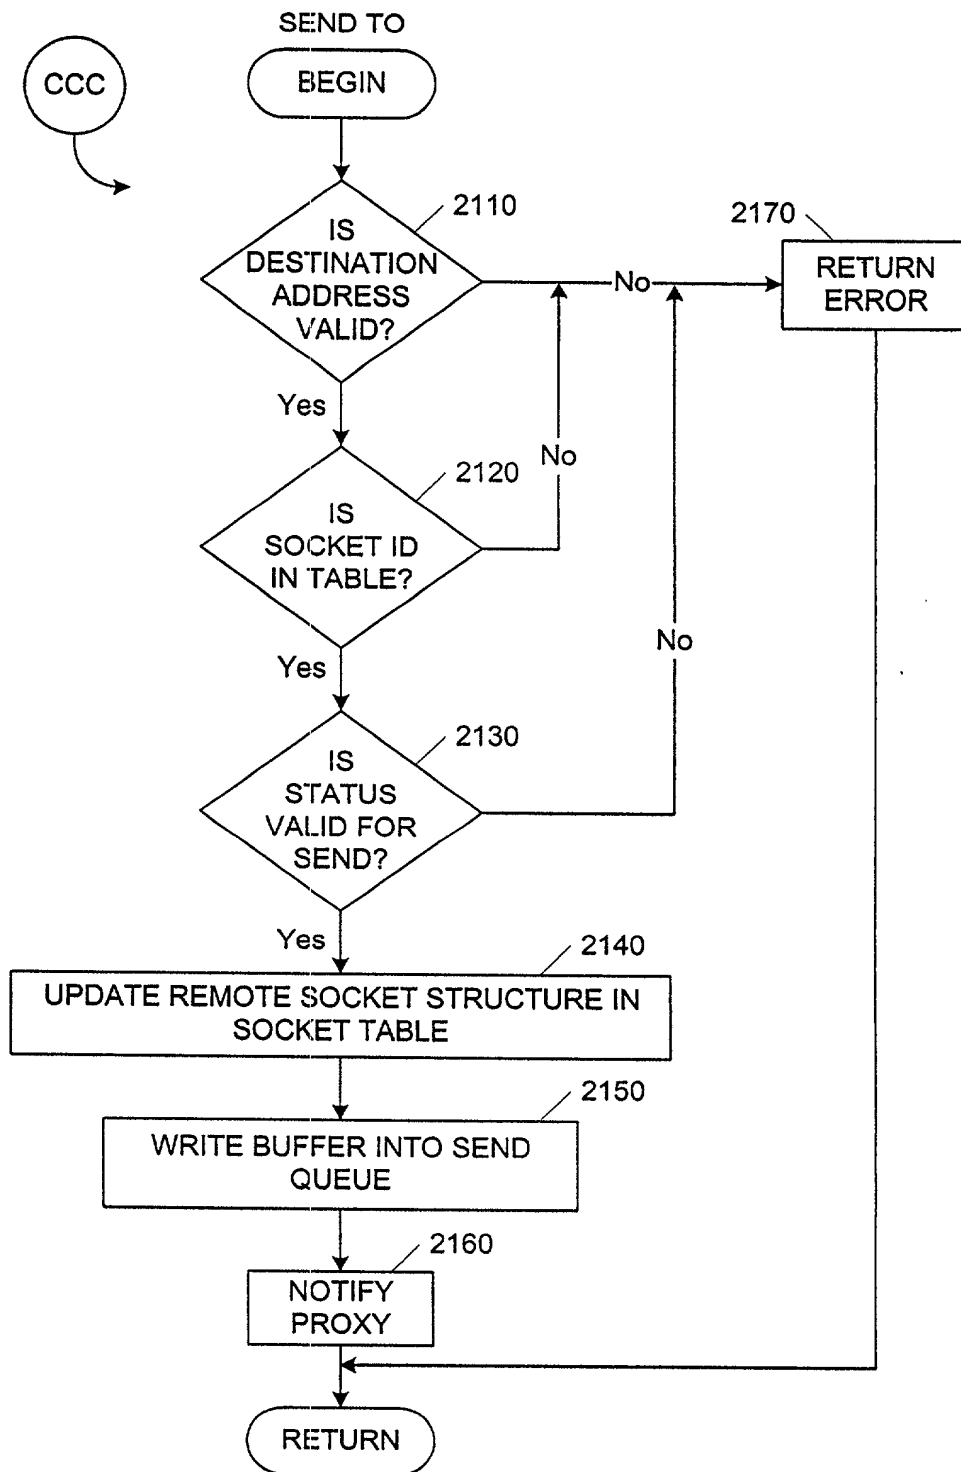 SEND TO
CCC
BEGIN
2110
IS
DESTINATION
ADDRESS
VALID?
No
2170
RETURN
ERROR
Yes
2120
IS
SOCKET ID
IN TABLE?
No
Yes
2130
IS
STATUS
VALID FOR
SEND?
No
Yes
2140
UPDATE REMOTE SOCKET STRUCTURE IN
SOCKET TABLE
2150
WRITE BUFFER INTO SEND
QUEUE
2160
NOTIFY
PROXY
RETURN